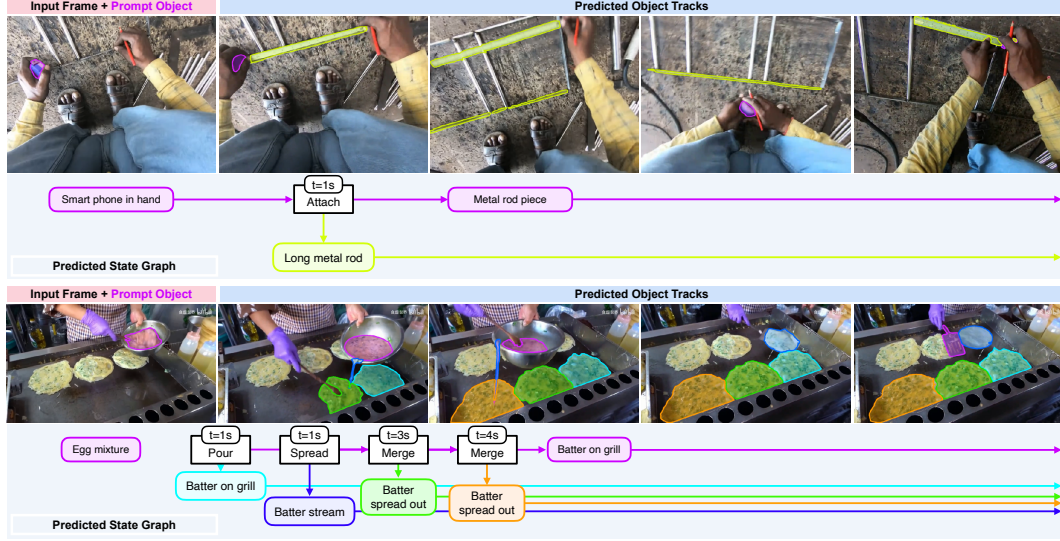 Input Frame + Prompt Object
Predicted Object Tracks
t=1s
Smart phone in hand
Attach
Metal rod piece
Long metal rod
Predicted State Graph
Input Frame + Prompt Object
Predicted Object Tracks
t=1s
t=1s
t=3s
t=4s
Egg mixture
Pour
Spread
Merge
Merge
Batter on grill
Batter on grill
Batter
spread out
Batter
spread out
Batter stream
Predicted State Graph